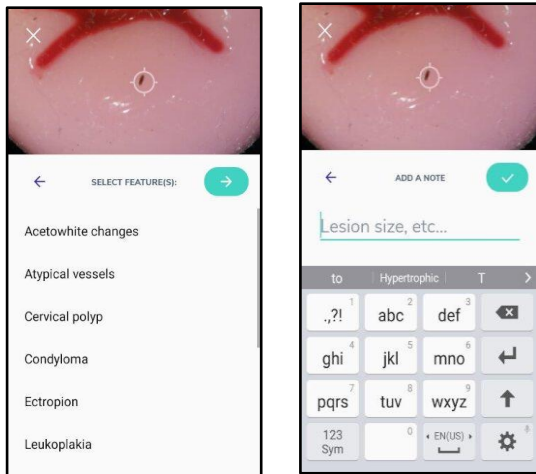 SELECT FEATURE(S):
Acetowhite changes
Atypical vessels
Cervical polyp
Condyloma
Ectropion
Leukoplakia
ADD A NOTE
Lesion size, etc...
to Hypertrophic T
.,?! 1 abc 2 def 3
ghi 4 jkl 5 mno 6
pqrs 7 tuv 8 wxyz 9
123 Sym 0 EN(US)